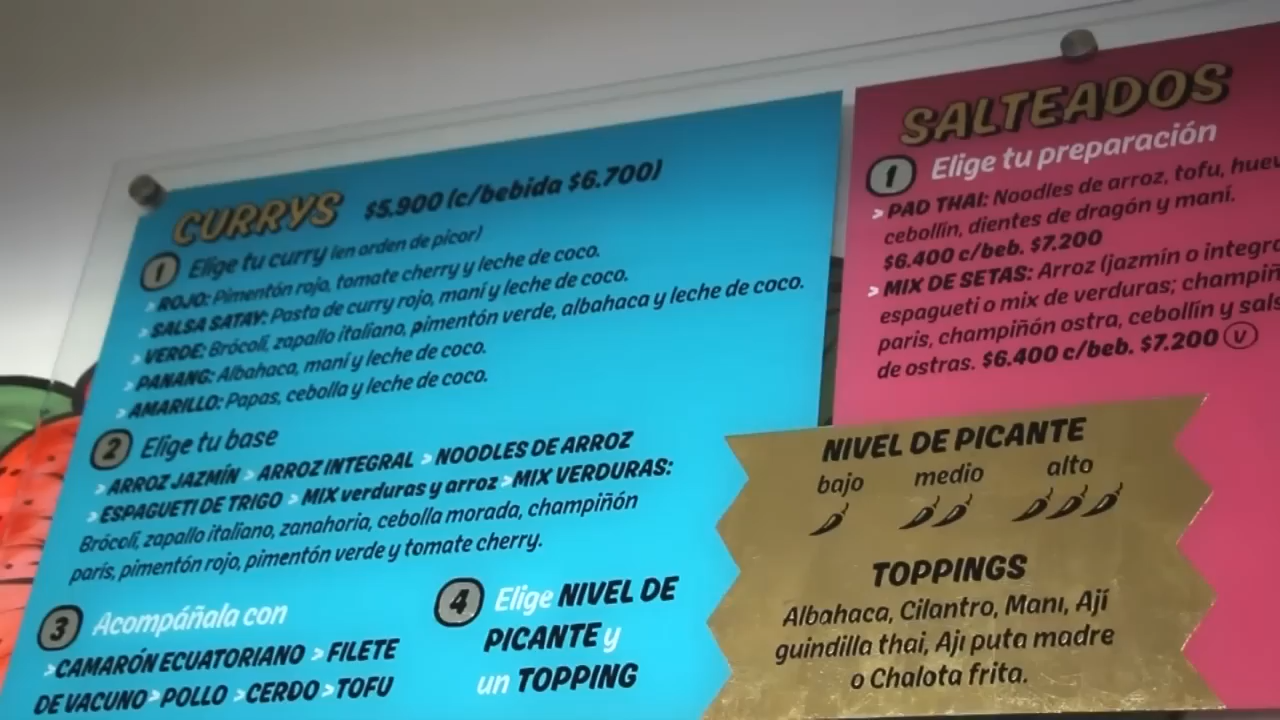 CURRYS $5.900 (c/bebida $6.700)
1 Elige tu curry (en orden de picor)
> ROJO: Pimentón rojo, tomate cherry y leche de coco.
> SALSA SATAY: Pasta de curry rojo, maní y leche de coco.
> VERDE: Brócoli, zapallo italiano, pimentón verde, albahaca y leche de coco.
> PANANG: Albahaca, maní y leche de coco.
> AMARILLO: Papas, cebolla y leche de coco.
2 Elige tu base
> ARROZ JAZMÍN > ARROZ INTEGRAL > NOODLES DE ARROZ
> ESPAGUETI DE TRIGO > MIX verduras y arroz > MIX VERDURAS:
Brócoli, zapallo italiano, zanahoria, cebolla morada, champiñón
parís, pimentón rojo, pimentón verde y tomate cherry.
3 Acompáñala con
> CAMARÓN ECUATORIANO > FILETE
DE VACUNO > POLLO > CERDO > TOFU
4 Elige NIVEL DE
PICANTE y
un TOPPING
SALTEADOS
1 Elige tu preparación
> PAD THAI: Noodles de arroz, tofu, huev
cebollín, dientes de dragón y maní.
$6.400 c/beb. $7.200
> MIX DE SETAS: Arroz (jazmín o integra
espagueti o mix de verduras; champiñ
parís, champiñón ostra, cebollín y sals
de ostras. $6.400 c/beb. $7.200 V
NIVEL DE PICANTE
bajo medio alto
TOPPINGS
Albahaca, Cilantro, Manı, Ají
guindilla thai, Ajı puta madre
o Chalota frita.